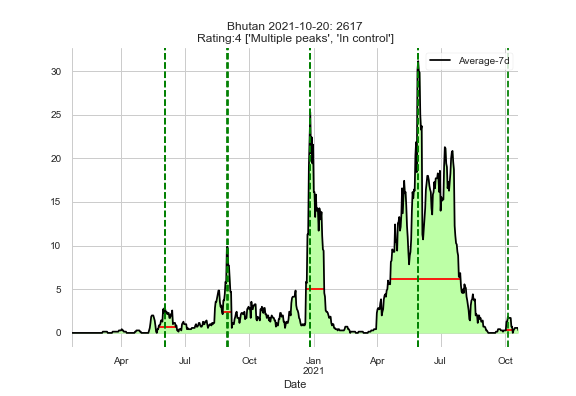 Bhutan 2021-10-20: 2617
Rating:4 ['Multiple peaks', 'In control']
Average-7d
30
25
20
15
10
5
0
Apr Jul Oct Jan Apr Jul Oct
2021
Date